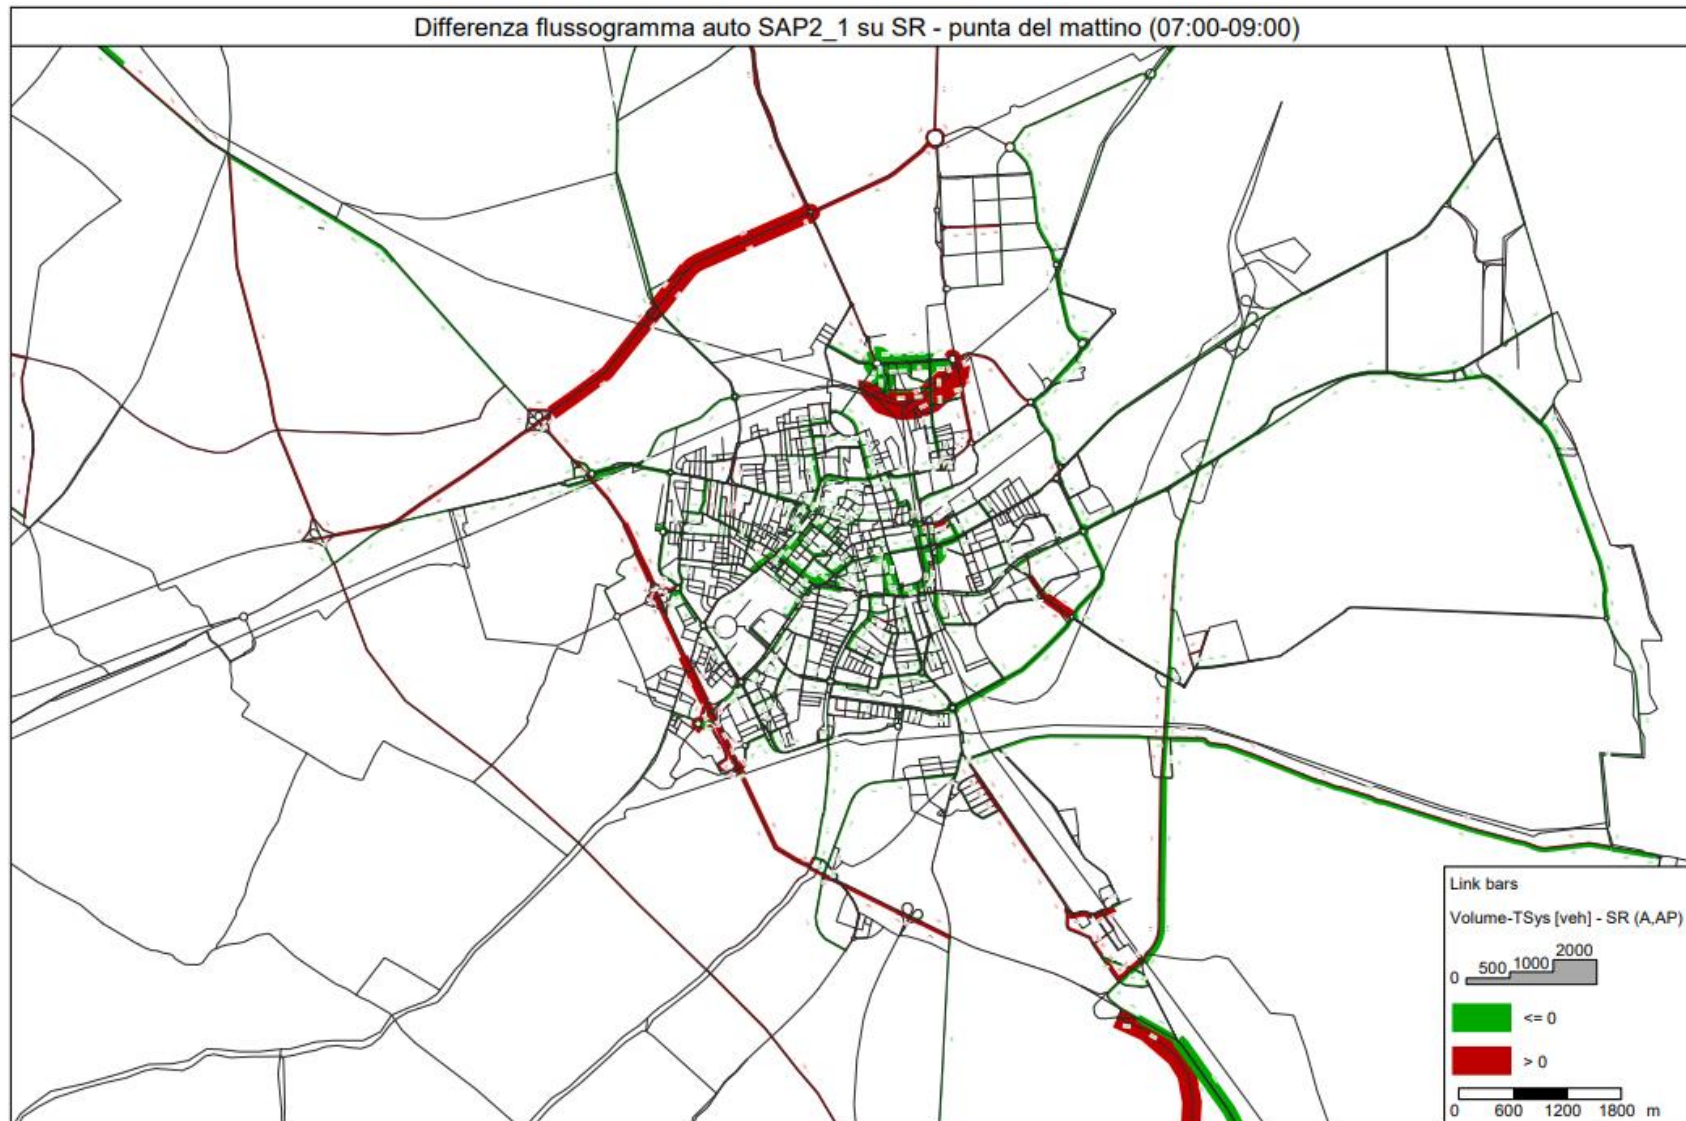 Differenza flussogramma auto SAP2_1 su SR - punta del mattino (07:00-09:00)
Link bars
Volume-TSys [veh] - SR (A,AP)
0 500 1000 2000
<= 0
> 0
0 600 1200 1800 m